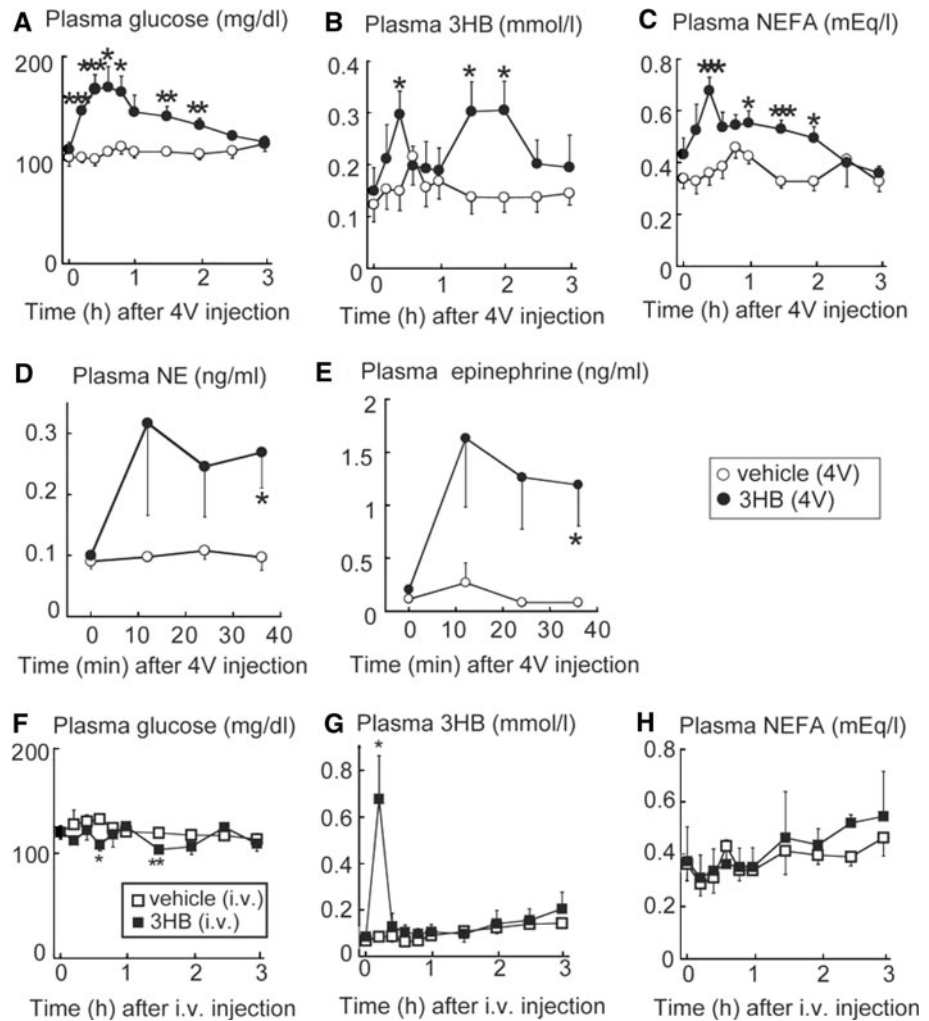 A Plasma glucose (mg/dl)
200
100
0
*** *** * *
** **
0 1 2 3
Time (h) after 4V injection
B Plasma 3HB (mmol/l)
0.4
0.3
0.2
0.1
0
* * *
0 1 2 3
Time (h) after 4V injection
C Plasma NEFA (mEq/l)
0.8
0.6
0.4
0.2
0
*** * *** *
0 1 2 3
Time (h) after 4V injection
D Plasma NE (ng/ml)
0.3
0.2
0.1
0
*
0 10 20 30 40
Time (min) after 4V injection
E Plasma epinephrine (ng/ml)
2
1.5
1
0.5
0
*
0 10 20 30 40
Time (min) after 4V injection
vehicle (4V)
3HB (4V)
F Plasma glucose (mg/dl)
200
100
0
* **
vehicle (i.v.)
3HB (i.v.)
0 1 2 3
Time (h) after i.v. injection
G Plasma 3HB (mmol/l)
0.8
0.6
0.4
0.2
0
*
0 1 2 3
Time (h) after i.v. injection
H Plasma NEFA (mEq/l)
0.8
0.6
0.4
0.2
0
0 1 2 3
Time (h) after i.v. injection